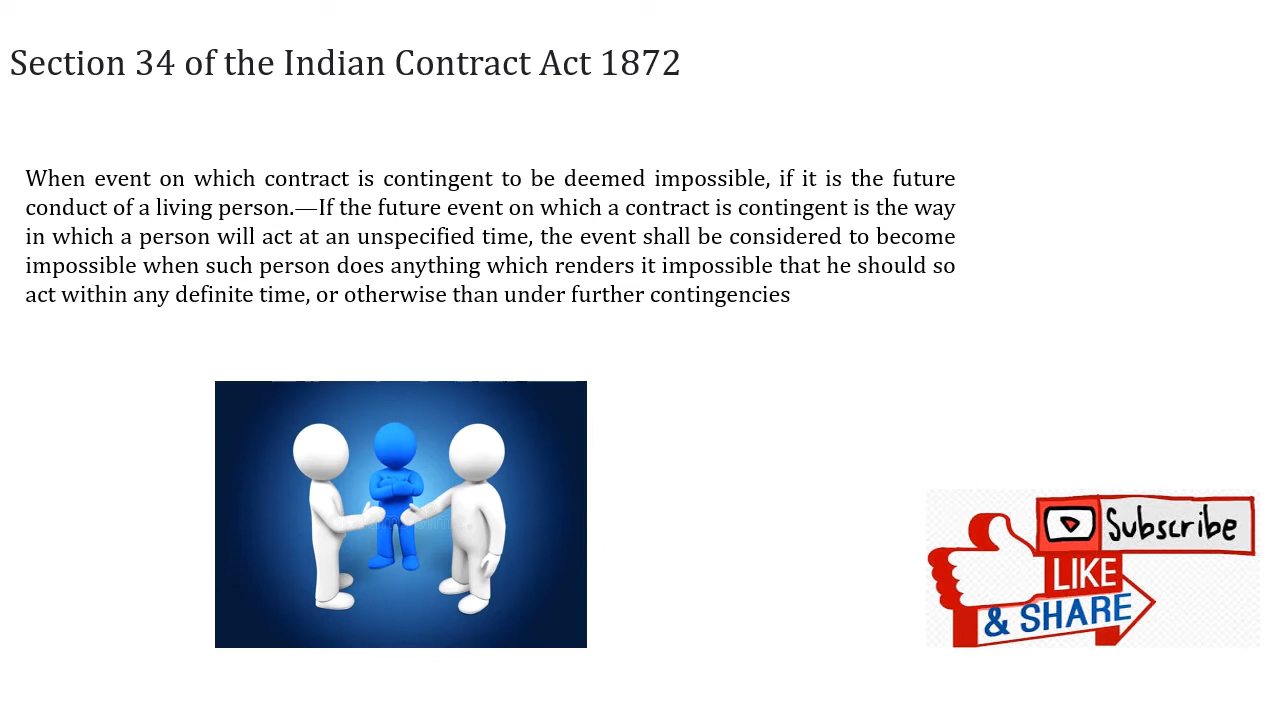 Section 34 of the Indian Contract Act 1872
When event on which contract is contingent to be deemed impossible, if it is the future
conduct of a living person.—If the future event on which a contract is contingent is the way
in which a person will act at an unspecified time, the event shall be considered to become
impossible when such person does anything which renders it impossible that he should so
act within any definite time, or otherwise than under further contingencies
Subscribe
LIKE
& SHARE